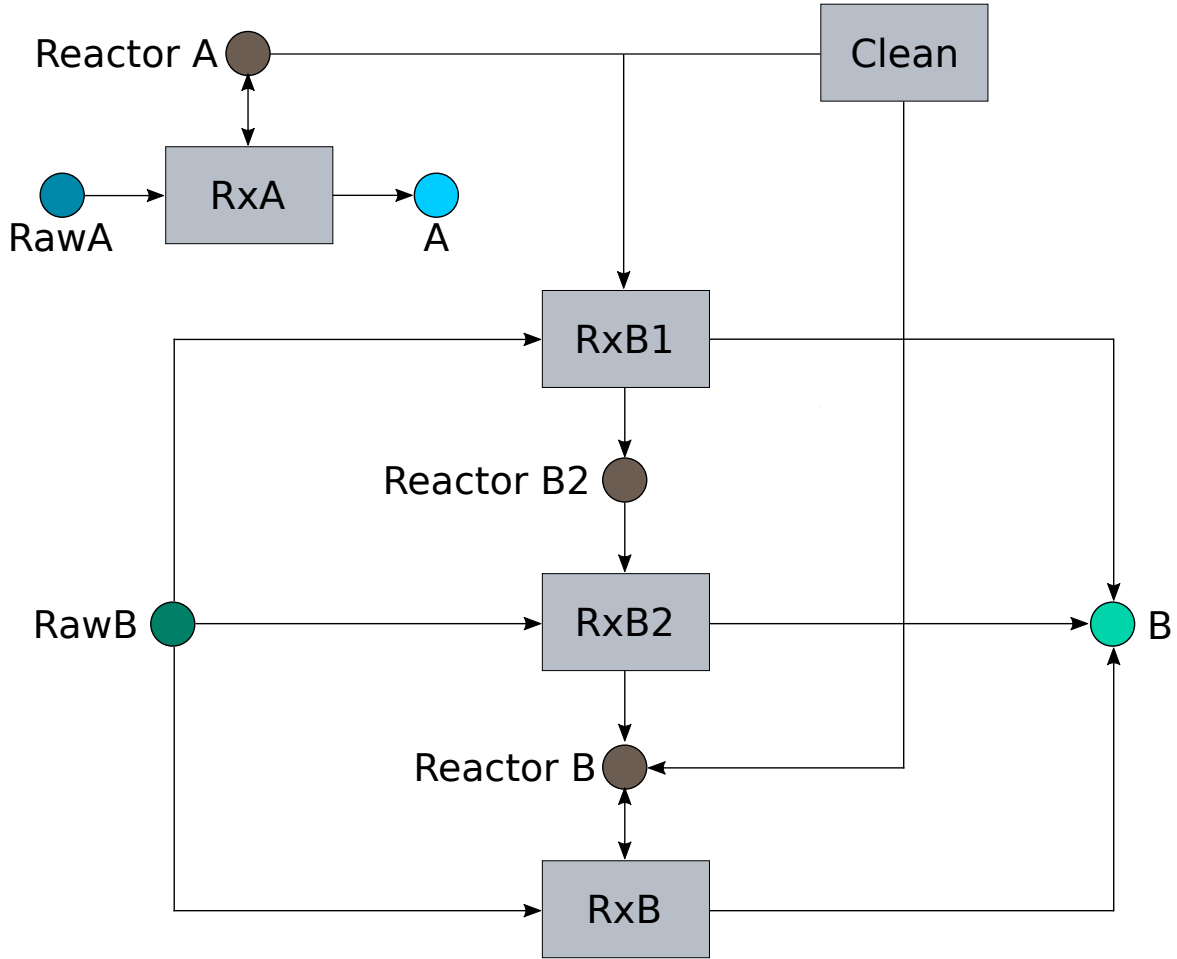 Reactor A
Clean
RxA
RawA
A
RxB1
Reactor B2
RawB
RxB2
B
Reactor B
RxB